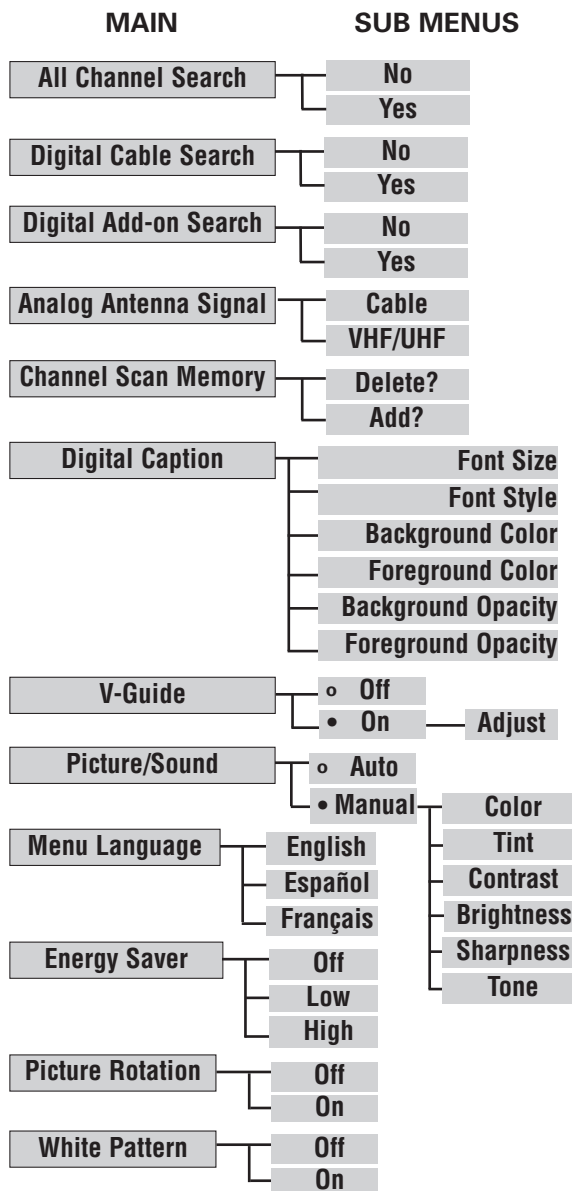 MAIN SUB MENUS
All Channel Search No
Yes
Digital Cable Search No
Yes
Digital Add-on Search No
Yes
Analog Antenna Signal Cable
VHF/UHF
Channel Scan Memory Delete?
Add?
Digital Caption Font Size
Font Style
Background Color
Foreground Color
Background Opacity
Foreground Opacity
V-Guide o Off
• On Adjust
Picture/Sound o Auto
• Manual Color
Menu Language English Tint
Español Contrast
Français Brightness
Energy Saver Off Sharpness
Low Tone
High
Picture Rotation Off
On
White Pattern Off
On